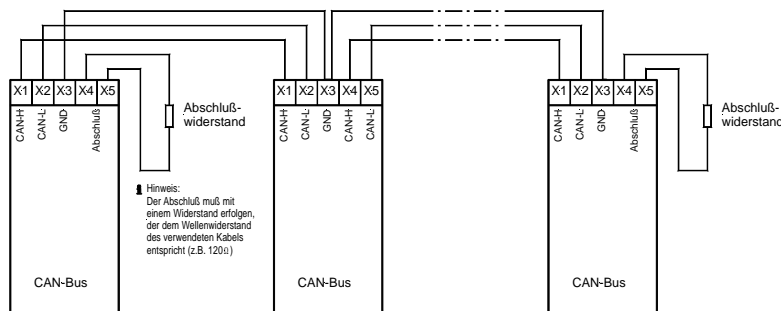 X1 X2 X3 X4 X5
CAN-H
CAN-L
GND
Abschluß
Abschluß-
widerstand
Hinweis:
Der Abschluß muß mit
einem Widerstand erfolgen,
der dem Wellenwiderstand
des verwendeten Kabels
entspricht (z.B. 120Ω)
CAN-Bus
X1 X2 X3 X4 X5
CAN-H
CAN-L
GND
CAN-H
CAN-L
CAN-Bus
X1 X2 X3 X4 X5
CAN-H
CAN-L
GND
Abschluß
Abschluß-
widerstand
CAN-Bus